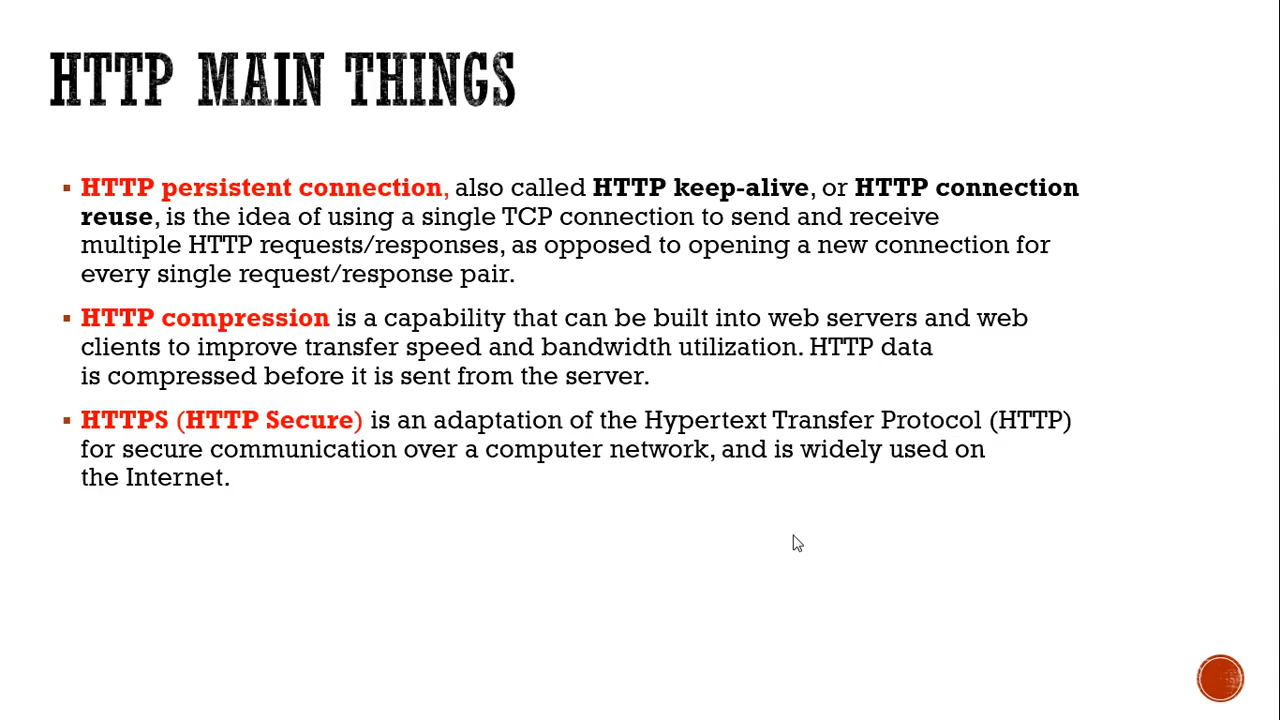 HTTP MAIN THINGS
▪ HTTP persistent connection, also called HTTP keep-alive, or HTTP connection
reuse, is the idea of using a single TCP connection to send and receive
multiple HTTP requests/responses, as opposed to opening a new connection for
every single request/response pair.
▪ HTTP compression is a capability that can be built into web servers and web
clients to improve transfer speed and bandwidth utilization. HTTP data
is compressed before it is sent from the server.
▪ HTTPS (HTTP Secure) is an adaptation of the Hypertext Transfer Protocol (HTTP)
for secure communication over a computer network, and is widely used on
the Internet.